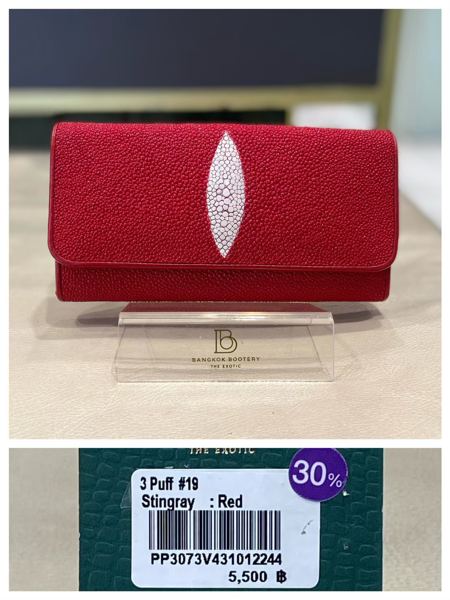 B
BANGKOK BOOTERY
THE EXOTIC
THE EXOTIC
3 Puff #19
30%
Stingray : Red
PP3073V431012244
5,500 ฿